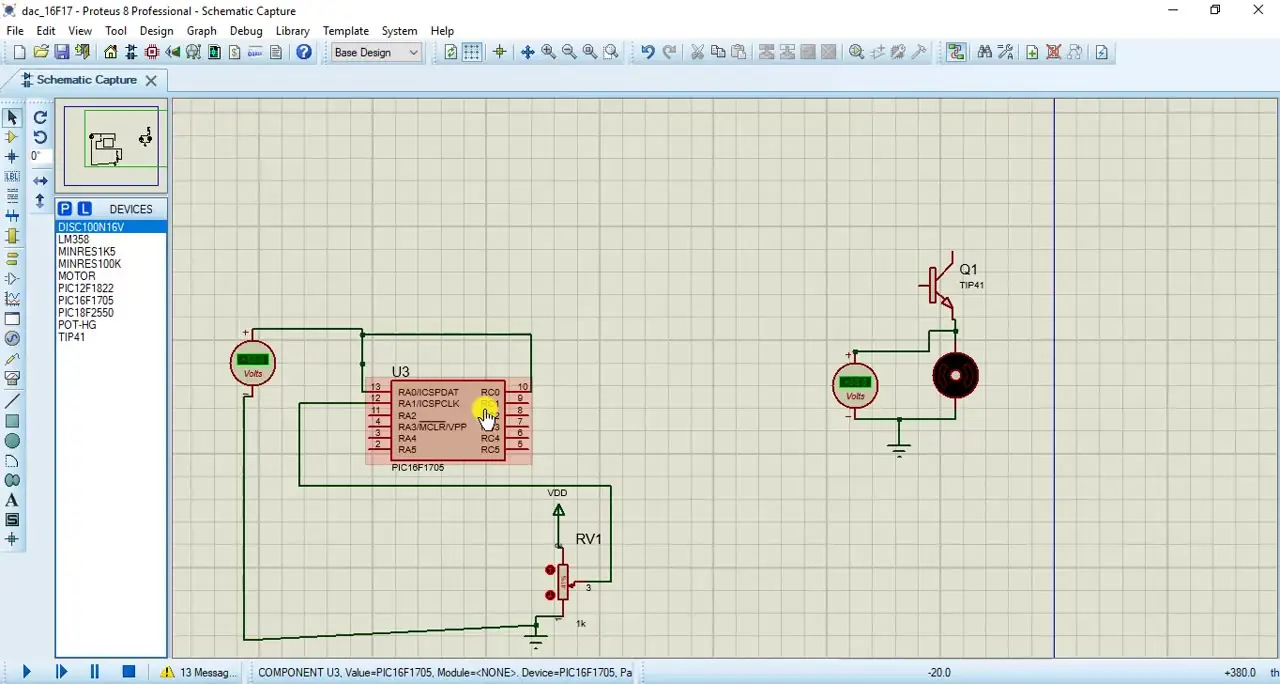 dac_16F17 - Proteus 8 Professional - Schematic Capture
File Edit View Tool Design Graph Debug Library Template System Help
Base Design
Schematic Capture
0°
P L DEVICES
DISC100N16V
LM358
MINRES1K5
MINRES100K
MOTOR
PIC12F1822
PIC16F1705
PIC18F2550
POT-HG
TIP41
Q1
TIP41
+
Volts
-
+
Volts
-
U3
13 RA0/ICSPDAT RC0 10
12 RA1/ICSPCLK 9
11 RA2 8
4 RA3/MCLR/VPP 7
3 RA4 RC4 6
2 RA5 RC5 5
PIC16F1705
VDD
RV1
3
1k
13 Messag...
COMPONENT U3, Value=PIC16F1705, Module=<NONE>. Device=PIC16F1705, Pa
-20.0
+380.0 th